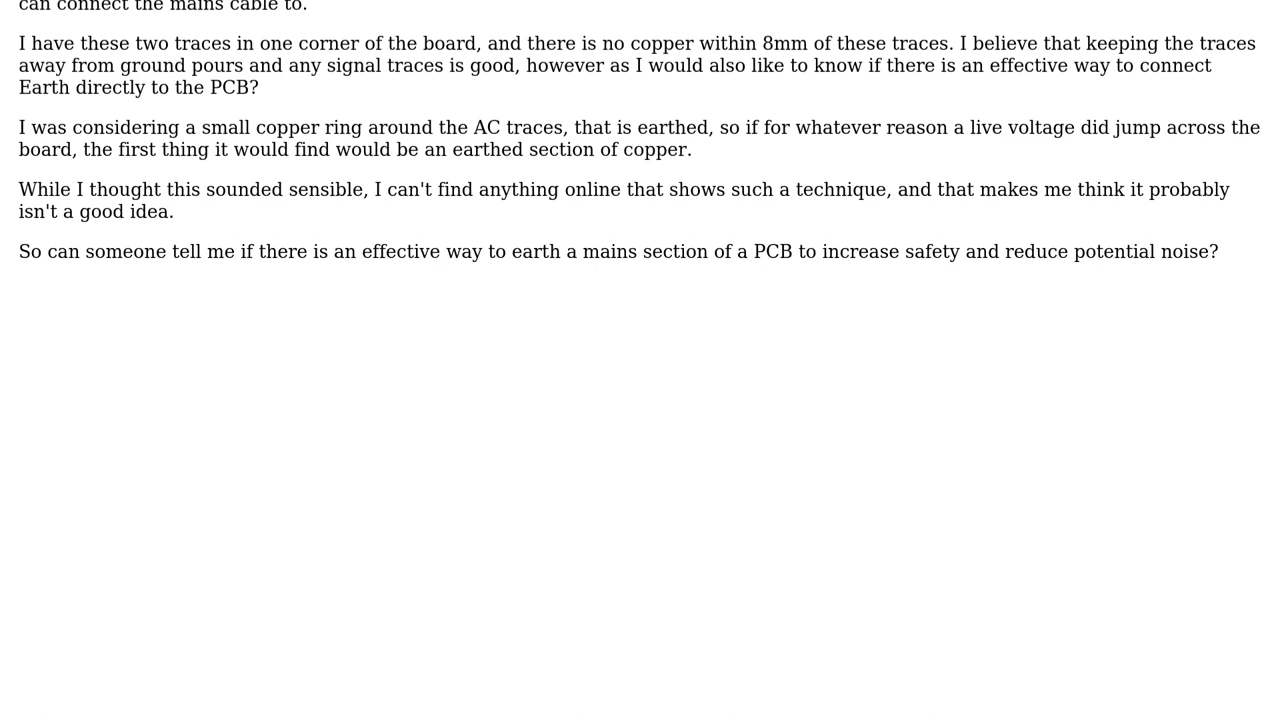 can connect the mains cable to.
I have these two traces in one corner of the board, and there is no copper within 8mm of these traces. I believe that keeping the traces
away from ground pours and any signal traces is good, however as I would also like to know if there is an effective way to connect
Earth directly to the PCB?
I was considering a small copper ring around the AC traces, that is earthed, so if for whatever reason a live voltage did jump across the
board, the first thing it would find would be an earthed section of copper.
While I thought this sounded sensible, I can't find anything online that shows such a technique, and that makes me think it probably
isn't a good idea.
So can someone tell me if there is an effective way to earth a mains section of a PCB to increase safety and reduce potential noise?